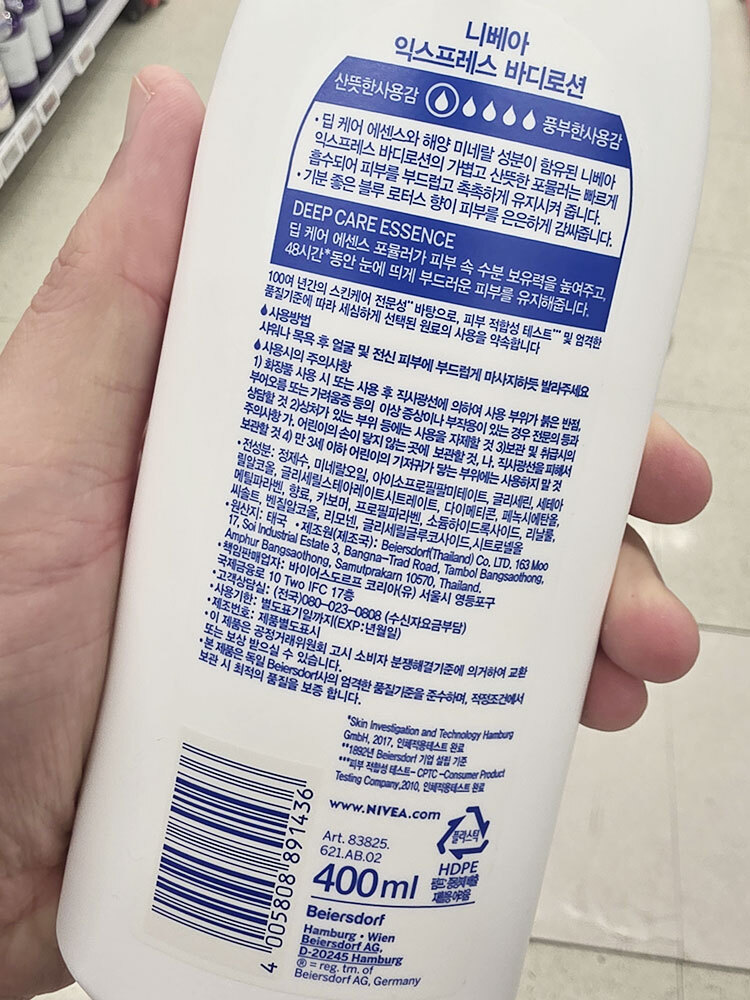 니베아
익스프레스 바디로션
산뜻한사용감 풍부한사용감
• 딥 케어 에센스와 해양 미네랄 성분이 함유된 니베아
익스프레스 바디로션의 가볍고 산뜻한 포뮬러는 빠르게
흡수되어 피부를 부드럽고 촉촉하게 유지시켜 줍니다.
• 기분 좋은 블루 로터스 향이 피부를 은은하게 감싸줍니다.
DEEP CARE ESSENCE
딥 케어 에센스 포뮬러가 피부 속 수분 보유력을 높여주고,
48시간*동안 눈에 띄게 부드러운 피부를 유지해줍니다.
100여 년간의 스킨케어 전문성** 바탕으로, 피부 적합성 테스트*** 및 엄격한
품질기준에 따라 세심하게 선택된 원료의 사용을 약속합니다
사용방법
샤워나 목욕 후 얼굴 및 전신 피부에 부드럽게 마사지하듯 발라주세요
사용시의 주의사항
1) 화장품 사용 시 또는 사용 후 직사광선에 의하여 사용 부위가 붉은 반점,
부어오름 또는 가려움증 등의 이상 증상이나 부작용이 있는 경우 전문의 등과
상담할 것 2)상처가 있는 부위 등에는 사용을 자제할 것 3)보관 및 취급시의
주의사항 가. 어린이의 손이 닿지 않는 곳에 보관할 것, 나. 직사광선을 피해서
보관할 것 4) 만 3세 이하 어린이의 기저귀가 닿는 부위에는 사용하지 말 것
• 전성분: 정제수, 미네랄오일, 아이소프로필팔미테이트, 글리세린, 세테아
릴알코올, 글리세릴스테아레이트시트레이트, 다이메티콘, 페녹시에탄올,
메틸파라벤, 향료, 카보머, 프로필파라벤, 소듐하이드록사이드, 리날룰,
씨솔트, 벤질알코올, 리모넨, 글리세릴글루코사이드,시트로넬올
• 원산지: 태국 • 제조원(제조국): Beiersdorf(Thailand) Co. LTD. 163 Moo
17, Soi Industrial Estate 3, Bangna-Trad Road, Tambol Bangsaothong,
Amphur Bangsaothong, Samutprakarn 10570, Thailand.
• 책임판매업자: 바이어스도르프 코리아(유) 서울시 영등포구
국제금융로 10 Two IFC 17층
• 고객상담실: (전국)080-023-0808 (수신자요금부담)
• 사용기한: 별도표기일까지(EXP:년월일)
• 제조번호: 제품별도표시
• 이 제품은 공정거래위원회 고시 소비자 분쟁해결기준에 의거하여 교환
또는 보상 받으실 수 있습니다.
• 본 제품은 독일 Beiersdorf사의 엄격한 품질기준을 준수하며, 적정조건에서
보관 시 최적의 품질을 보증 합니다.
*Skin Investigation and Technology Hamburg
GmbH, 2017, 인체적용테스트 완료
**1892년 Beiersdorf 기업 설립 기준
***피부 적합성 테스트- CPTC -Consumer Product
Testing Company,2010, 인체적용테스트 완료
www.NIVEA.com
Art. 83825.
621.AB.02
400ml
플라스틱
HDPE
Beiersdorf
Hamburg • Wien
Beiersdorf AG,
D-20245 Hamburg
® = reg. tm. of
Beiersdorf AG, Germany
4 005808 891436